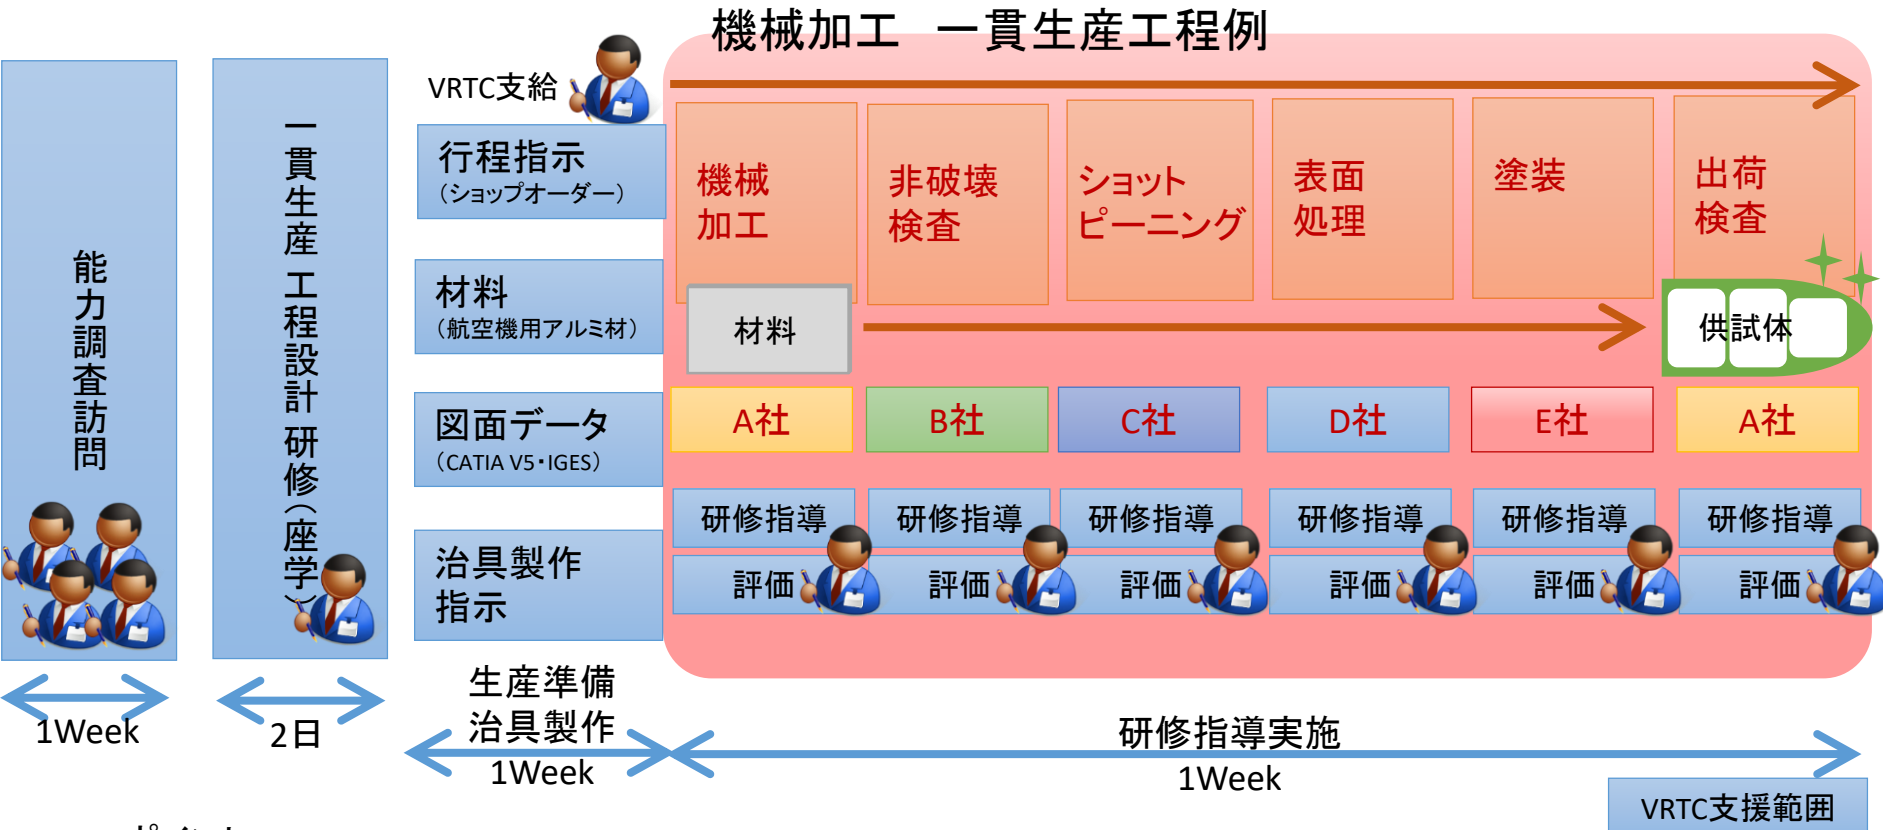 機械加工　一貫生産工程例
能力調査訪問
1Week
一貫生産 工程設計 研修（座学）
2日
VRTC支給
行程指示
（ショップオーダー）
材料
（航空機用アルミ材）
図面データ
（CATIA V5・IGES）
治具製作
指示
生産準備
治具製作
1Week
機械
加工
非破壊
検査
ショット
ピーニング
表面
処理
塗装
出荷
検査
材料
供試体
A社
B社
C社
D社
E社
A社
研修指導
研修指導
研修指導
研修指導
研修指導
研修指導
評価
評価
評価
評価
評価
評価
研修指導実施
1Week
VRTC支援範囲